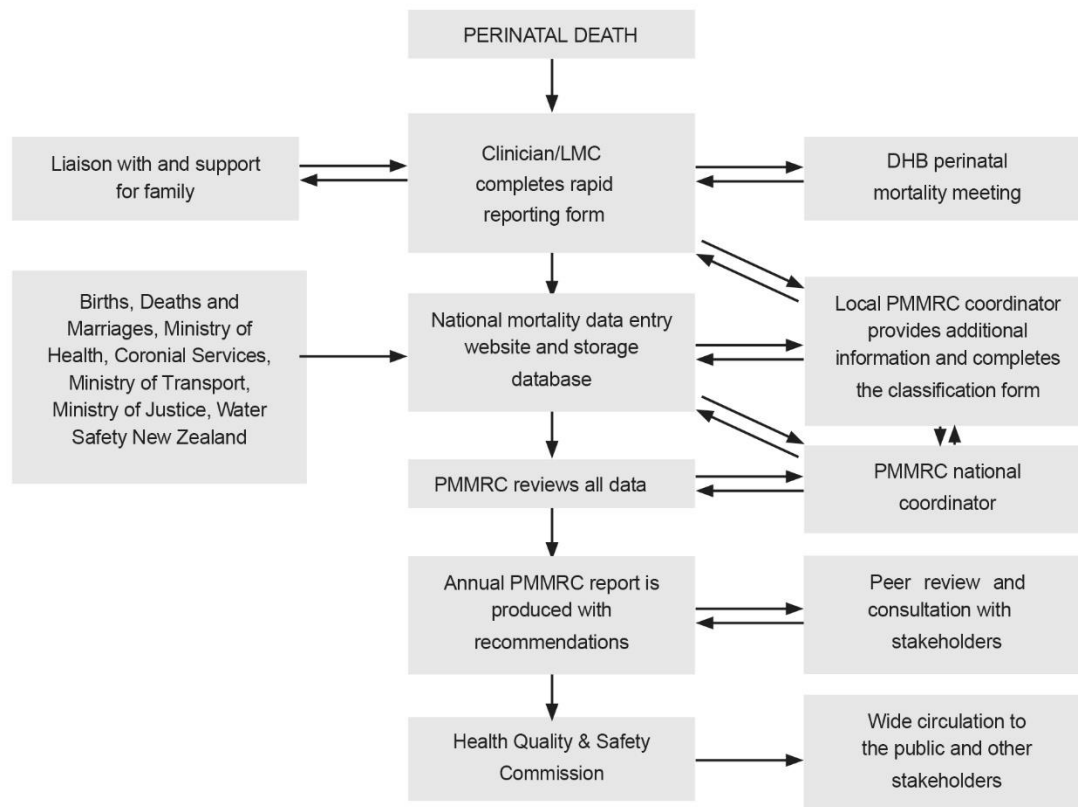 PERINATAL DEATH
Liaison with and support
for family
Clinician/LMC
completes rapid
reporting form
DHB perinatal
mortality meeting
Births, Deaths and
Marriages, Ministry of
Health, Coronial Services,
Ministry of Transport,
Ministry of Justice, Water
Safety New Zealand
National mortality data entry
website and storage
database
Local PMMRC coordinator
provides additional
information and completes
the classification form
PMMRC reviews all data
PMMRC national
coordinator
Annual PMMRC report is
produced with
recommendations
Peer review and
consultation with
stakeholders
Health Quality & Safety
Commission
Wide circulation to
the public and other
stakeholders